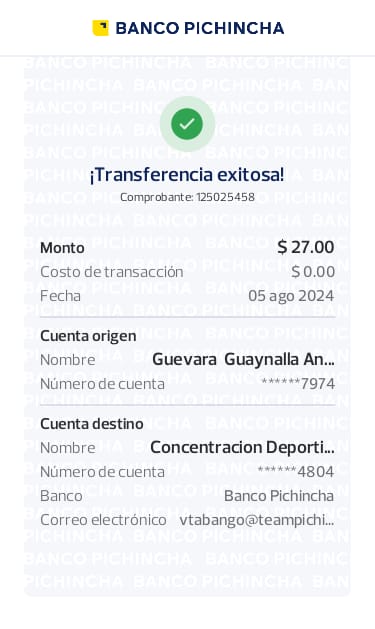 BANCO PICHINCHA
¡Transferencia exitosa!
Comprobante: 125025458
Monto $ 27.00
Costo de transacción $ 0.00
Fecha 05 ago 2024
Cuenta origen
Nombre Guevara Guaynalla An...
Número de cuenta ******7974
Cuenta destino
Nombre Concentracion Deporti...
Número de cuenta ******4804
Banco Banco Pichincha
Correo electrónico vtabango@teampichi...